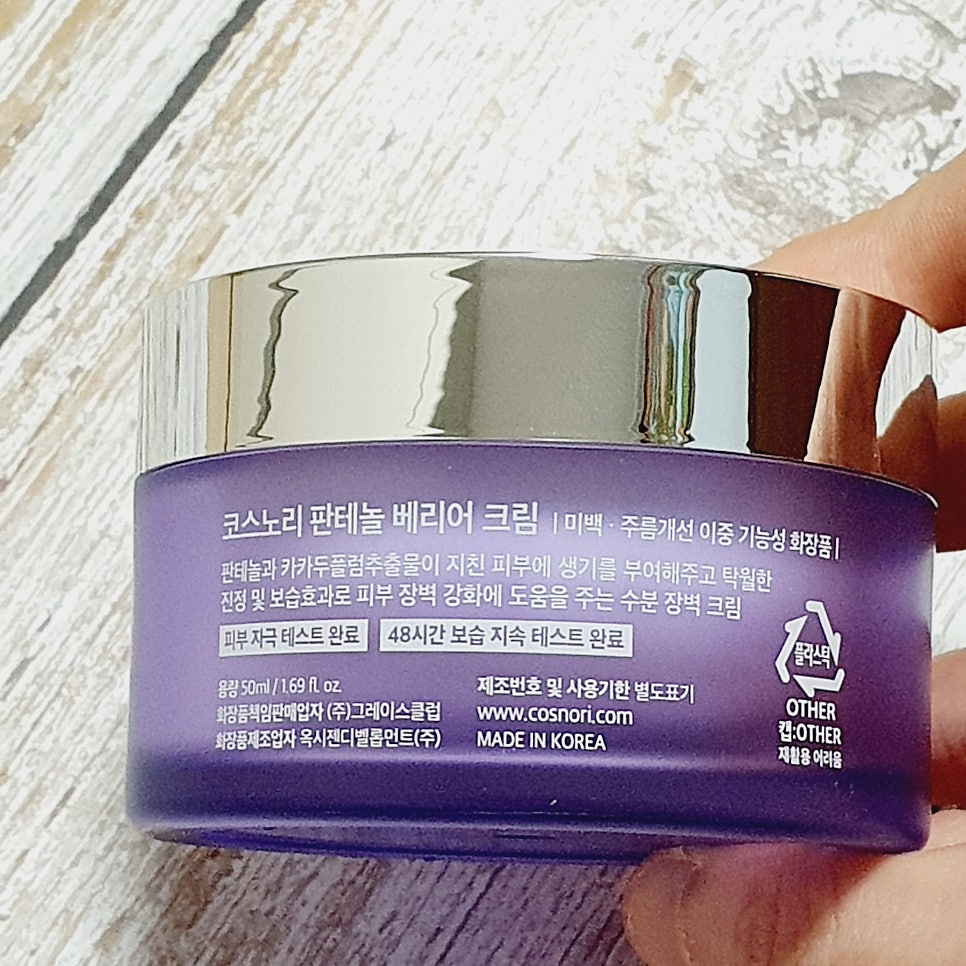 코스노리 판테놀 베리어 크림 | 미백 · 주름개선 이중 기능성 화장품 |
판테놀과 카카두플럼추출물이 지친 피부에 생기를 부여해주고 탁월한
진정 및 보습효과로 피부 장벽 강화에 도움을 주는 수분 장벽 크림
피부 자극 테스트 완료 48시간 보습 지속 테스트 완료
용량 50ml / 1.69 fl. oz.
화장품책임판매업자 (주)그레이스클럽
화장품제조업자 옥시젠디벨롭먼트(주)
제조번호 및 사용기한 별도표기
www.cosnori.com
MADE IN KOREA
플라스틱
OTHER
캡:OTHER
재활용 어려움